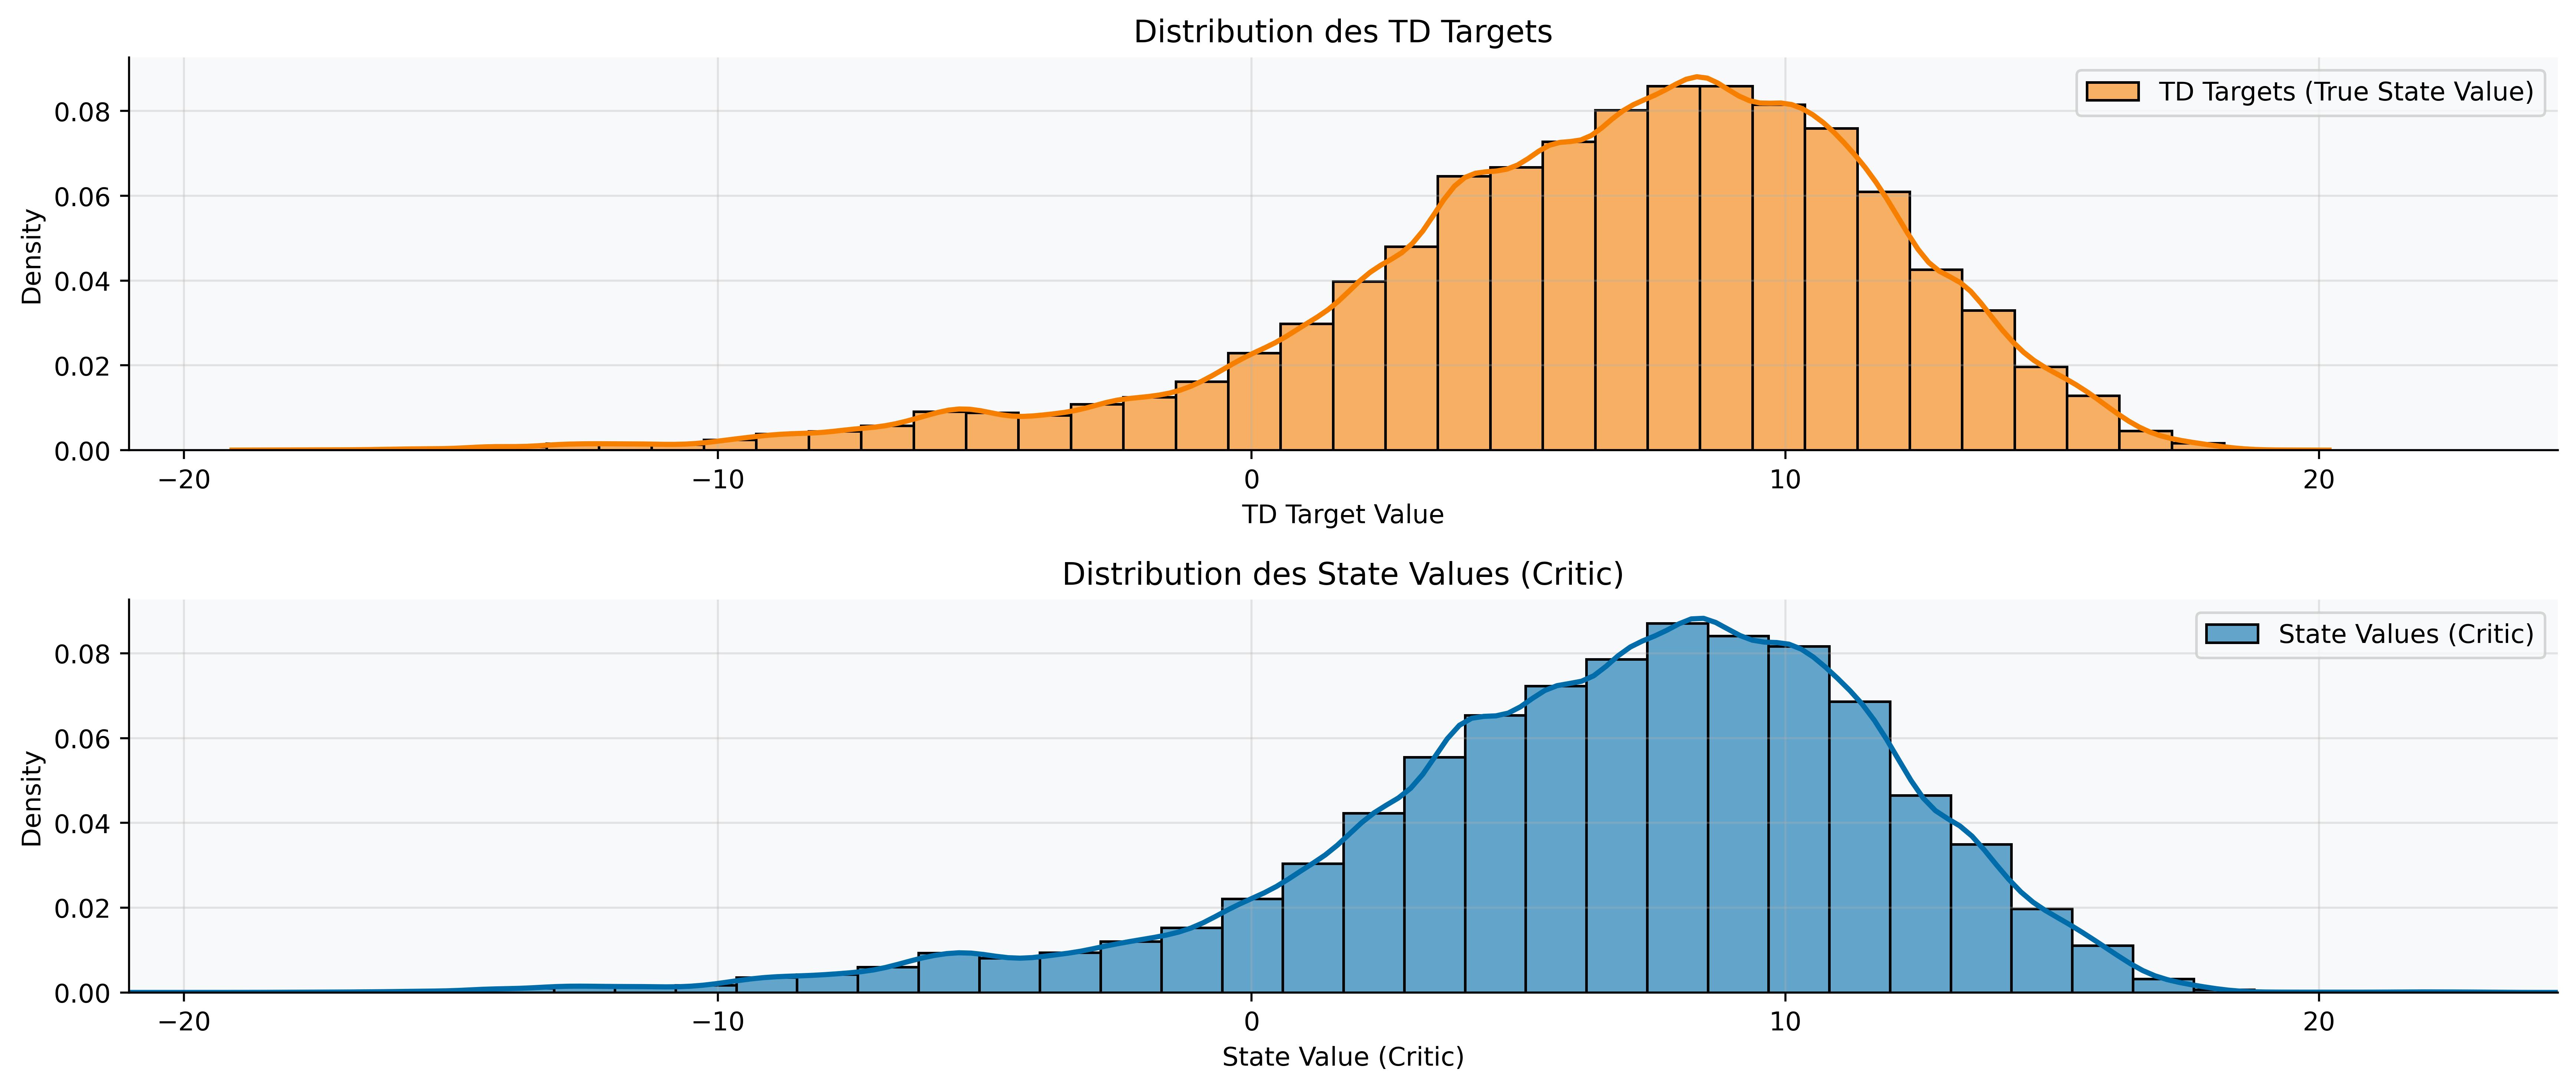 Distribution des TD Targets
TD Targets (True State Value)
Density
0.08
0.06
0.04
0.02
0.00
−20
−10
0
10
20
TD Target Value
Distribution des State Values (Critic)
State Values (Critic)
Density
0.08
0.06
0.04
0.02
0.00
−20
−10
0
10
20
State Value (Critic)